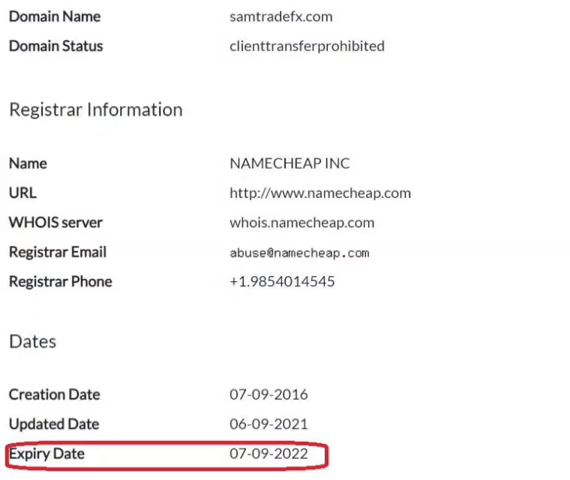 Domain Name samtradefx.com
Domain Status clienttransferprohibited
Registrar Information
Name NAMECHEAP INC
URL http://www.namecheap.com
WHOIS server whois.namecheap.com
Registrar Email abuse@namecheap.com
Registrar Phone +1.9854014545
Dates
Creation Date 07-09-2016
Updated Date 06-09-2021
Expiry Date 07-09-2022